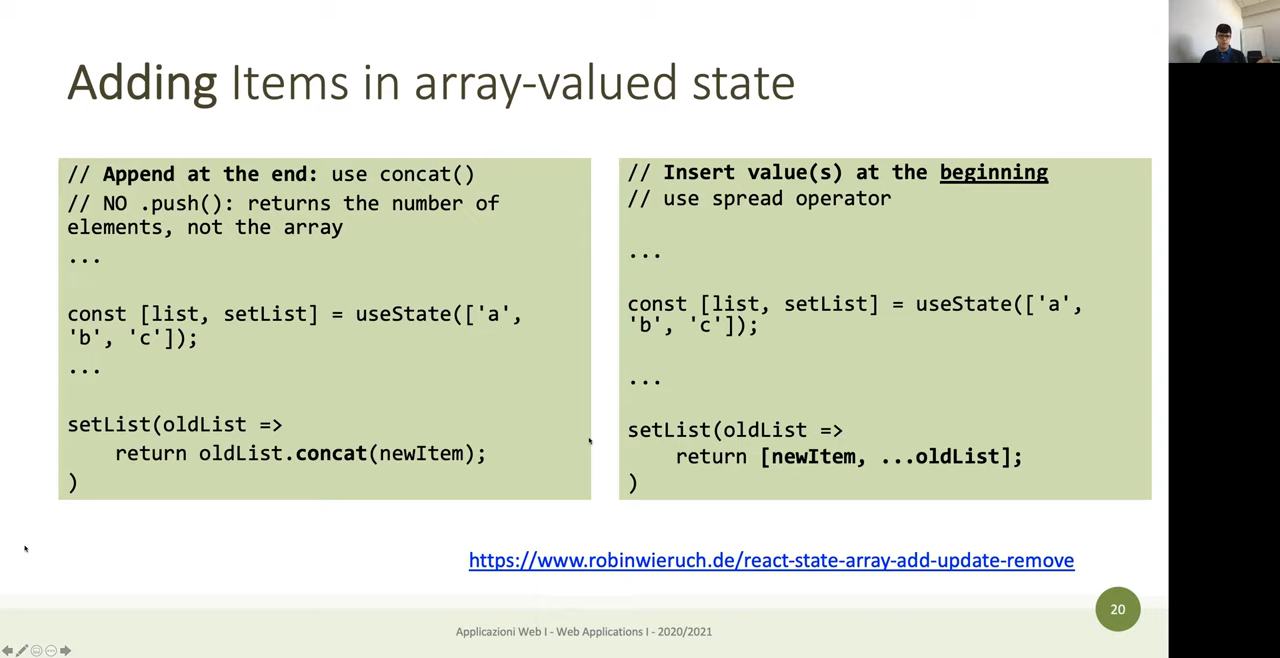 Adding Items in array-valued state
// Append at the end: use concat()
// NO .push(): returns the number of
elements, not the array
...
const [list, setList] = useState(['a',
'b', 'c']);
...
setList(oldList =>
return oldList.concat(newItem);
)
// Insert value(s) at the beginning
// use spread operator
...
const [list, setList] = useState(['a',
'b', 'c']);
...
setList(oldList =>
return [newItem, ...oldList];
)
https://www.robinwieruch.de/react-state-array-add-update-remove
20
Applicazioni Web I - Web Applications I - 2020/2021